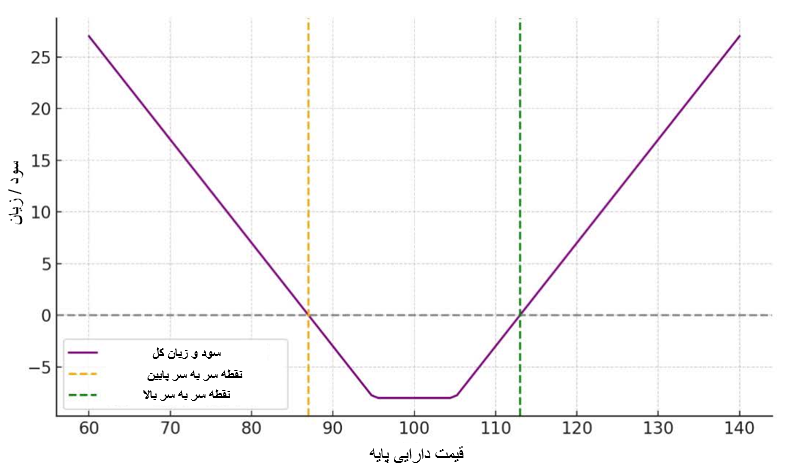 25
20
15
10
5
0
−5
سود / زیان
سود و زیان کل
نقطه سر به سر پایین
نقطه سر به سر بالا
60 70 80 90 100 110 120 130 140
قیمت دارایی پایه